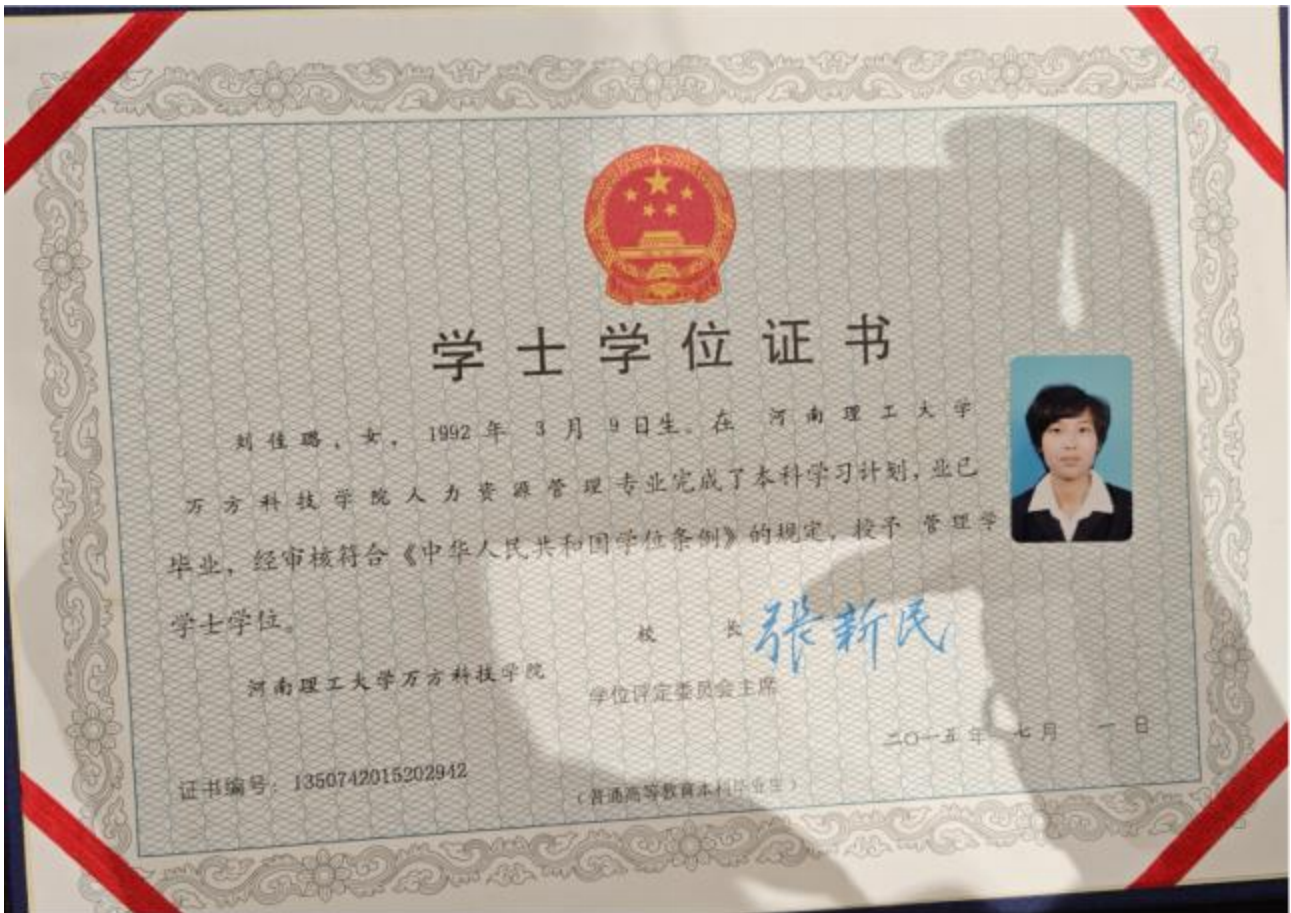 学士学位证书
刘佳璐，女，1992年3月9日生。在河南理工大学
万方科技学院人力资源管理专业完成了本科学习计划，业已
毕业，经审核符合《中华人民共和国学位条例》的规定，授予管理学
学士学位。
校长 张新民
河南理工大学万方科技学院
学位评定委员会主席
二〇一五年七月一日
证书编号：1350742015202942
（普通高等教育本科毕业生）